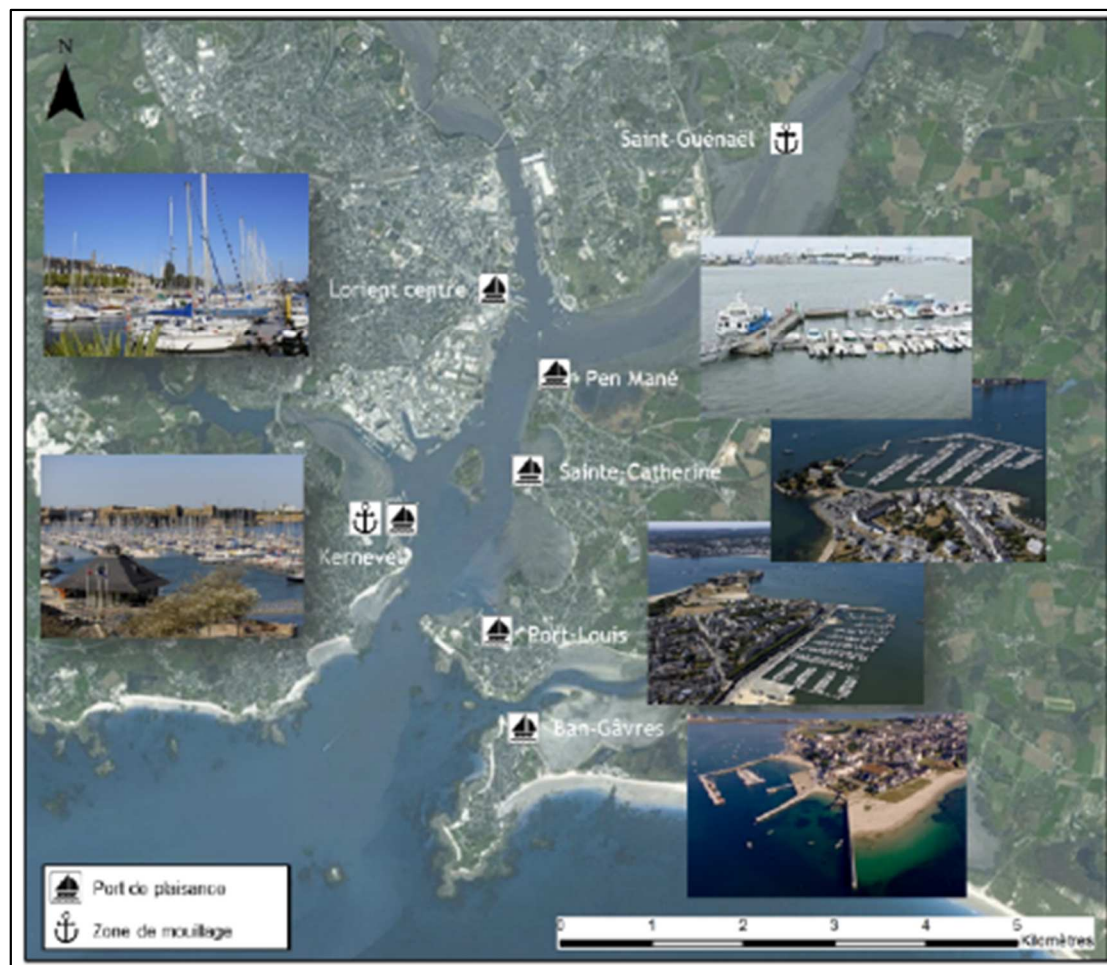 N
Saint-Guénaël
Lorient centre
Pen Mané
Sainte-Catherine
Kernevel
Port-Louis
Ban-Gâvres
Port de plaisance
Zone de mouillage
0 1 2 3 4 5
Kilomètres